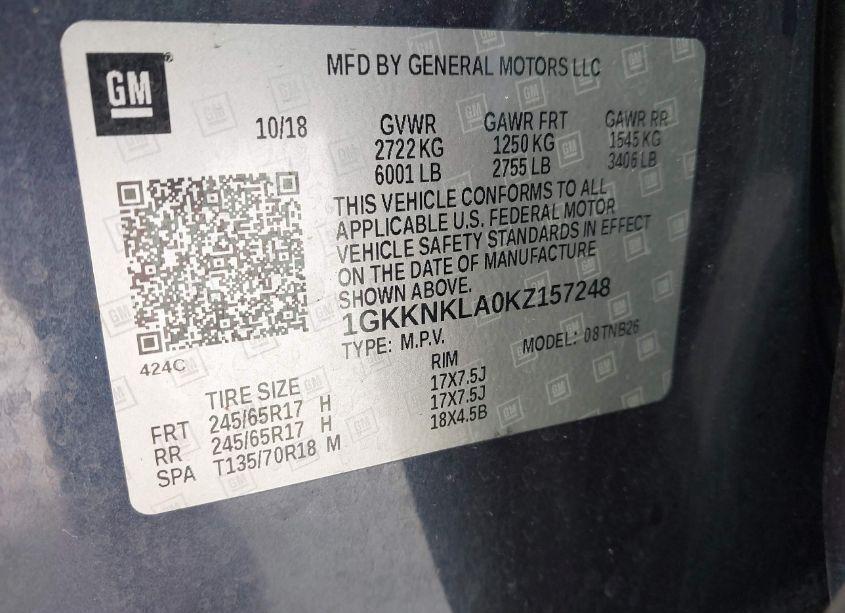 GM
MFD BY GENERAL MOTORS LLC
10/18
GVWR GAWR FRT GAWR RR
2722 KG 1250 KG 1545 KG
6001 LB 2755 LB 3406 LB
THIS VEHICLE CONFORMS TO ALL
APPLICABLE U.S. FEDERAL MOTOR
VEHICLE SAFETY STANDARDS IN EFFECT
ON THE DATE OF MANUFACTURE
SHOWN ABOVE.
1GKKNKLA0KZ157248
TYPE: M.P.V. MODEL: 08TNB26
424C
TIRE SIZE RIM
FRT 245/65R17 H 17X7.5J
RR 245/65R17 H 17X7.5J
SPA T135/70R18 M 18X4.5B